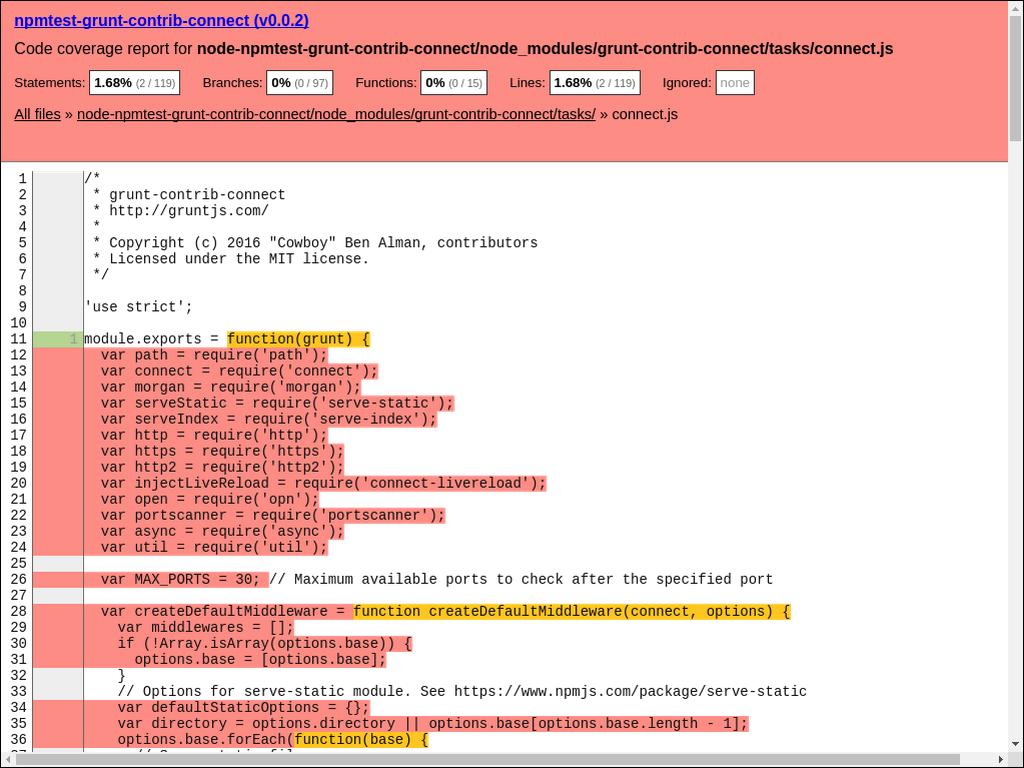 npmtest-grunt-contrib-connect (v0.0.2)
Code coverage report for node-npmtest-grunt-contrib-connect/node_modules/grunt-contrib-connect/tasks/connect.js
Statements: 1.68% (2 / 119) Branches: 0% (0 / 97) Functions: 0% (0 / 15) Lines: 1.68% (2 / 119) Ignored: none
All files » node-npmtest-grunt-contrib-connect/node_modules/grunt-contrib-connect/tasks/ » connect.js
1 /*
2  * grunt-contrib-connect
3  * http://gruntjs.com/
4  *
5  * Copyright (c) 2016 "Cowboy" Ben Alman, contributors
6  * Licensed under the MIT license.
7  */
8
9 'use strict';
10
11 1 module.exports = function(grunt) {
12   var path = require('path');
13   var connect = require('connect');
14   var morgan = require('morgan');
15   var serveStatic = require('serve-static');
16   var serveIndex = require('serve-index');
17   var http = require('http');
18   var https = require('https');
19   var http2 = require('http2');
20   var injectLiveReload = require('connect-livereload');
21   var open = require('opn');
22   var portscanner = require('portscanner');
23   var async = require('async');
24   var util = require('util');
25
26   var MAX_PORTS = 30; // Maximum available ports to check after the specified port
27
28   var createDefaultMiddleware = function createDefaultMiddleware(connect, options) {
29     var middlewares = [];
30     if (!Array.isArray(options.base)) {
31       options.base = [options.base];
32     }
33     // Options for serve-static module. See https://www.npmjs.com/package/serve-static
34     var defaultStaticOptions = {};
35     var directory = options.directory || options.base[options.base.length - 1];
36     options.base.forEach(function(base) {